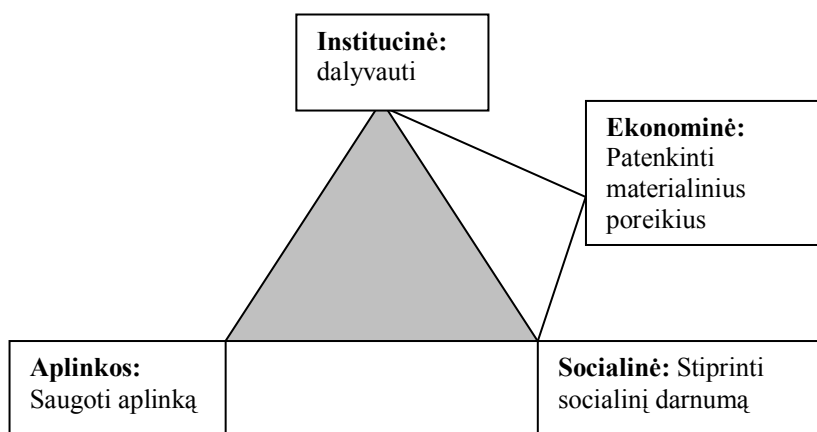 Institucinė:
dalyvauti
Ekonominė:
Patenkinti
materialinius
poreikius
Aplinkos:
Saugoti aplinką
Socialinė: Stiprinti
socialinį darnumą